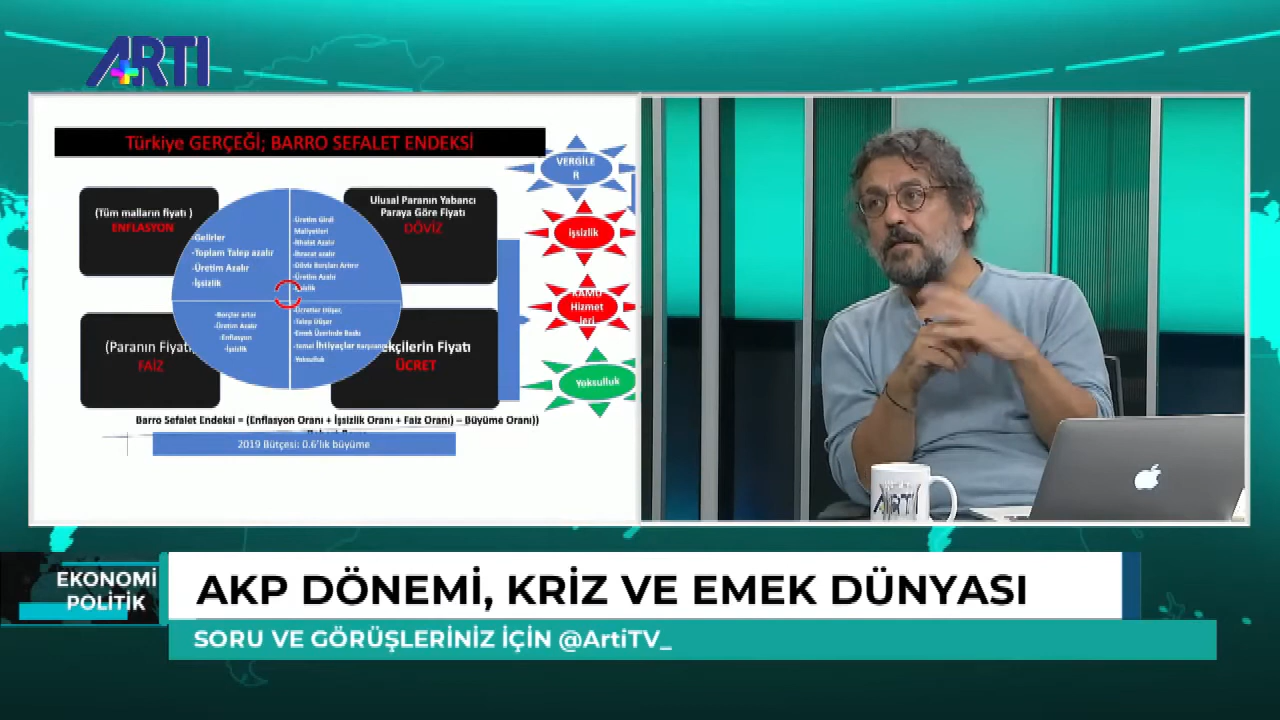 ARTI
Türkiye GERÇEĞİ; BARRO SEFALET ENDEKSİ
VERGİLE
R
(Tüm malların fiyatı )
ENFLASYON
Ulusal Paranın Yabancı
Paraya Göre Fiyatı
DÖVİZ
-Gelirler
-Toplam Talep azalır
-Üretim Azalır
-İşsizlik
-Üretim Girdi
Maliyetleri
-İthalat Azalır
-İhracat azalır
-Döviz Borçları Artırır
-Üretim Azalır
işsizlik
KAMU
Hizmet
leri
-Borçlar artar
-Üretim Azalır
-Enflasyon
-İşsizlik
-Ücretler Düşer,
-Talep Düşer
-Emek Üzerinde Baskı
-Temel İhtiyaçlar
Yoksulluk
(Paranın Fiyatı
FAİZ
ekçilerin Fiyatı
ÜCRET
Yoksulluk
Barro Sefalet Endeksi = (Enflasyon Oranı + İşsizlik Oranı + Faiz Oranı) – Büyüme Oranı))
2019 Bütçesi: 0.6'lık büyüme
ARTI
EKONOMİ
POLİTİK
AKP DÖNEMİ, KRİZ VE EMEK DÜNYASI
SORU VE GÖRÜŞLERİNİZ İÇİN @ArtiTV_